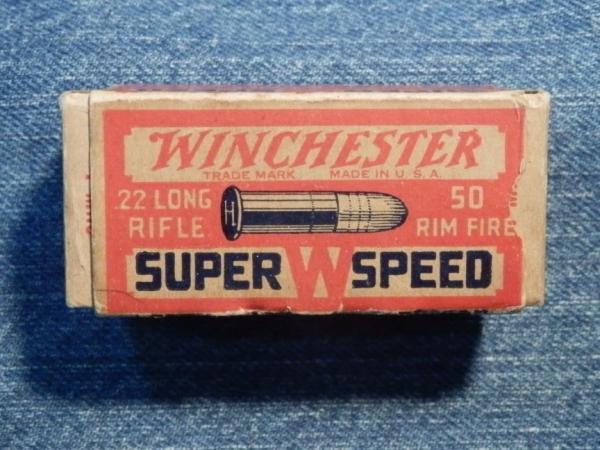 WINCHESTER
TRADE MARK MADE IN U.S.A.
.22 LONG RIFLE
H
50 RIM FIRE
SUPER W SPEED